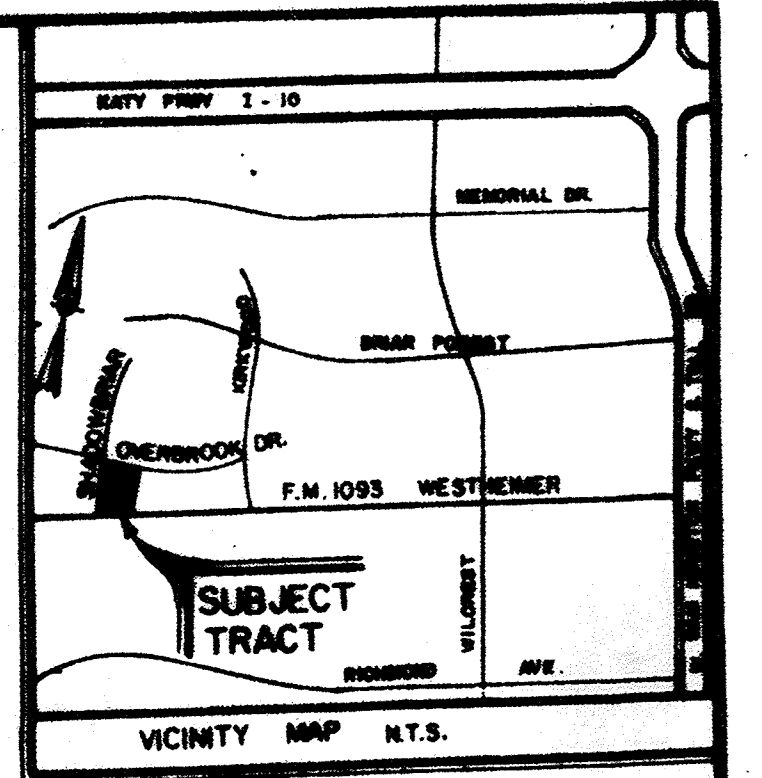 KATY PKWY I-10
MEMORIAL DR.
KIRKWOOD
BRIAR FOREST
SHADOWBRIAR
OVERBROOK DR.
F.M. 1093 WESTHEIMER
SUBJECT
TRACT
WILCREST
RICHMOND AVE.
VICINITY MAP N.T.S.